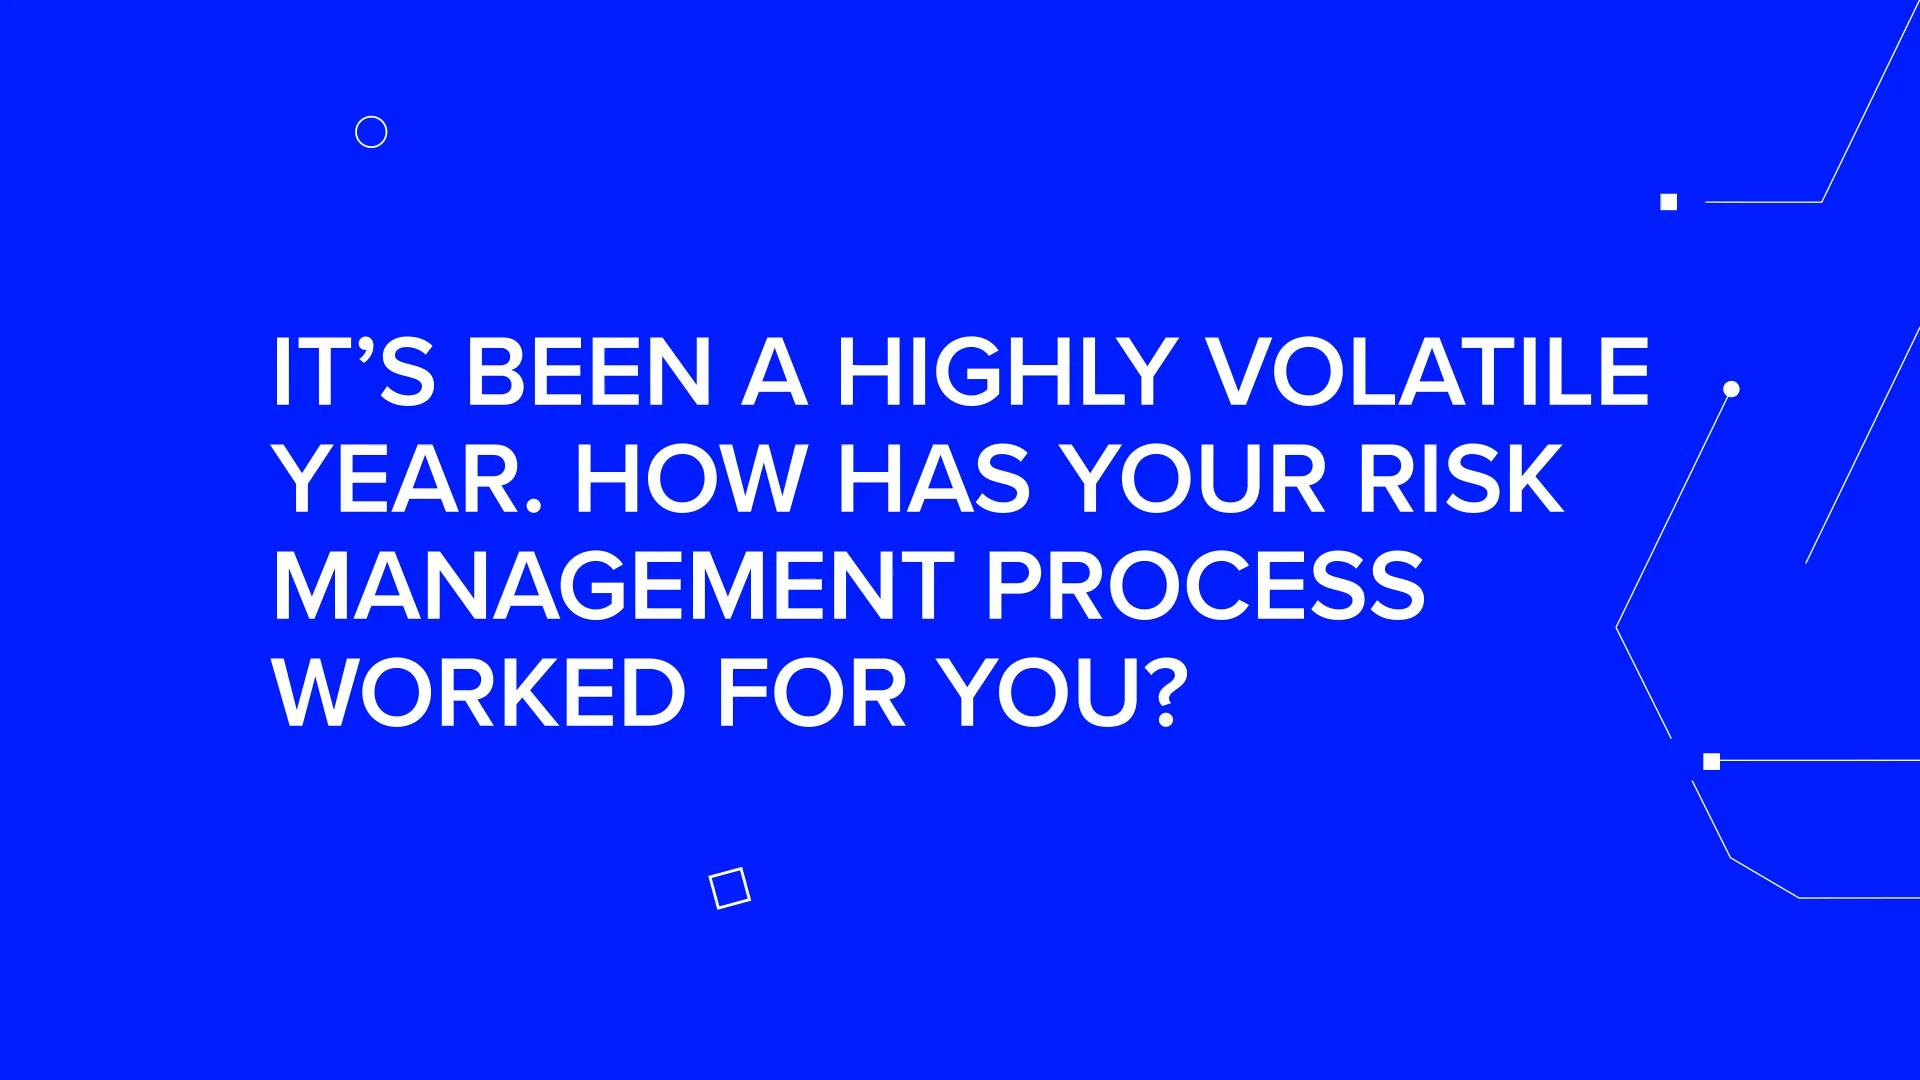 IT’S BEEN A HIGHLY VOLATILE
YEAR. HOW HAS YOUR RISK
MANAGEMENT PROCESS
WORKED FOR YOU?